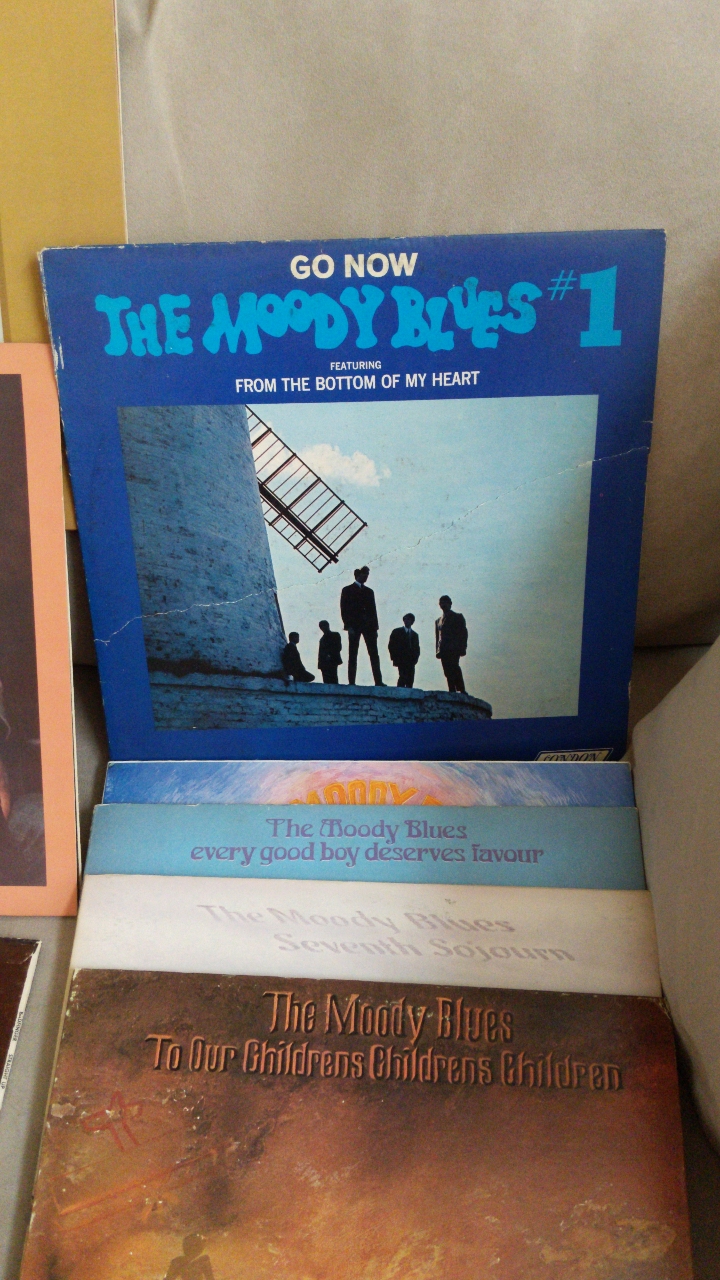 GO NOW
THE MOODY BLUES #1
FEATURING
FROM THE BOTTOM OF MY HEART
LONDON
MOODY
The Moody Blues
every good boy deserves favour
The Moody Blues
Seventh Sojourn
The Moody Blues
To Our Childrens Childrens Children